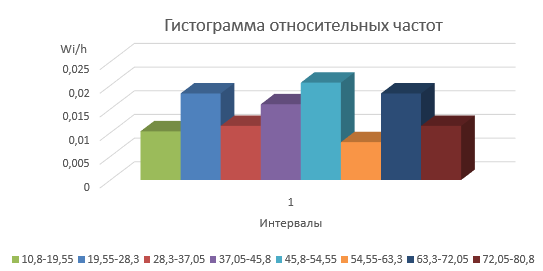 Гистограмма относительных частот
Wi/h
0,025
0,02
0,015
0,01
0,005
0
1
Интервалы
10,8-19,55 19,55-28,3 28,3-37,05 37,05-45,8 45,8-54,55 54,55-63,3 63,3-72,05 72,05-80,8